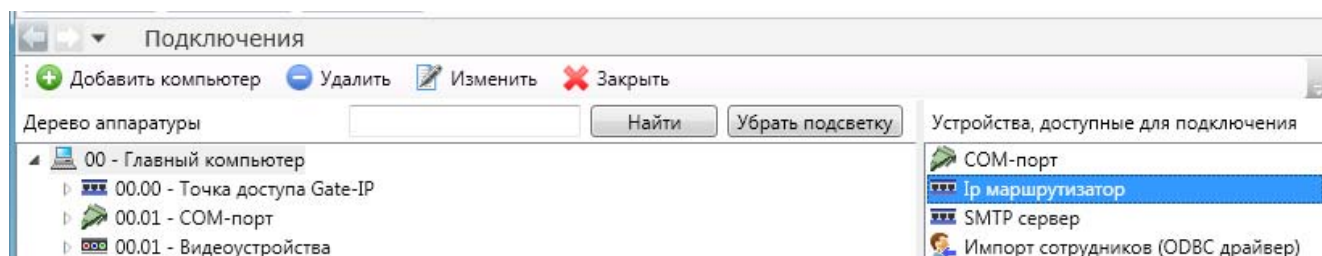 Подключения
Добавить компьютер Удалить Изменить Закрыть
Дерево аппаратуры Найти Убрать подсветку Устройства, доступные для подключения
00 - Главный компьютер COM-порт
00.00 - Точка доступа Gate-IP Ip маршрутизатор
00.01 - COM-порт SMTP сервер
00.01 - Видеоустройства Импорт сотрудников (ODBC драйвер)